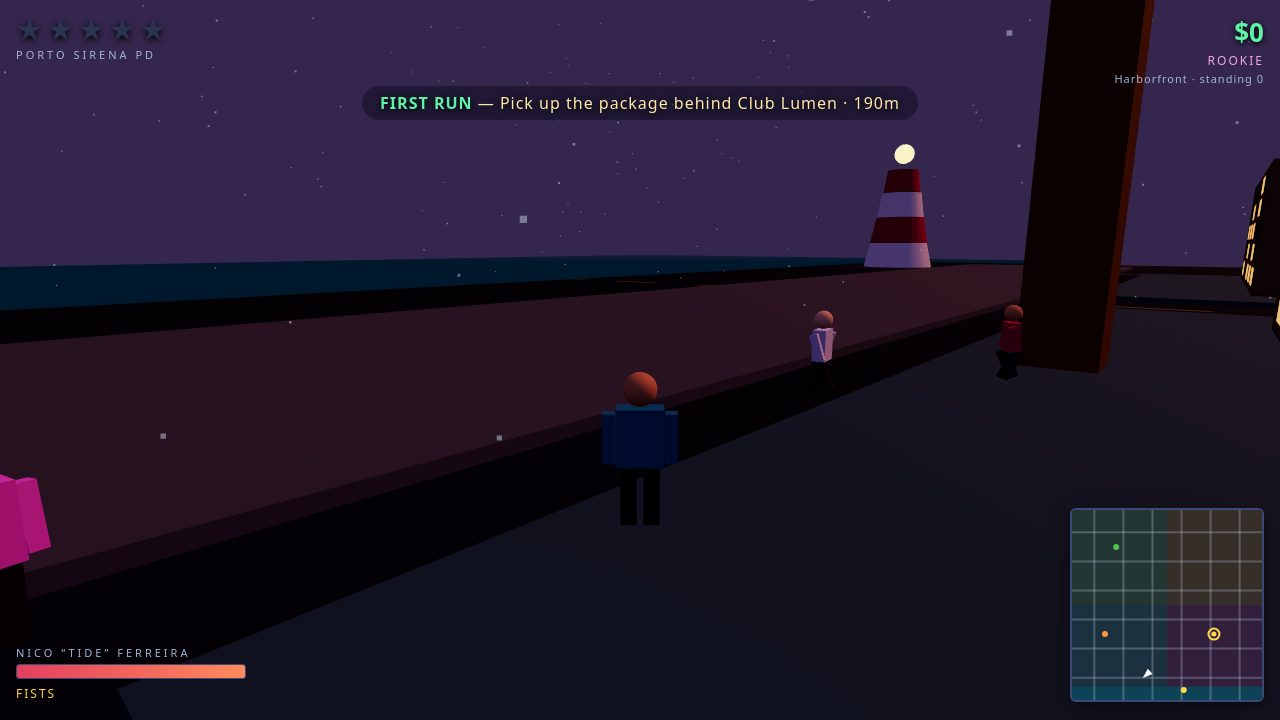 ★★★★★
PORTO SIRENA PD
$0
ROOKIE
Harborfront · standing 0
FIRST RUN — Pick up the package behind Club Lumen · 190m
NICO “TIDE” FERREIRA
FISTS